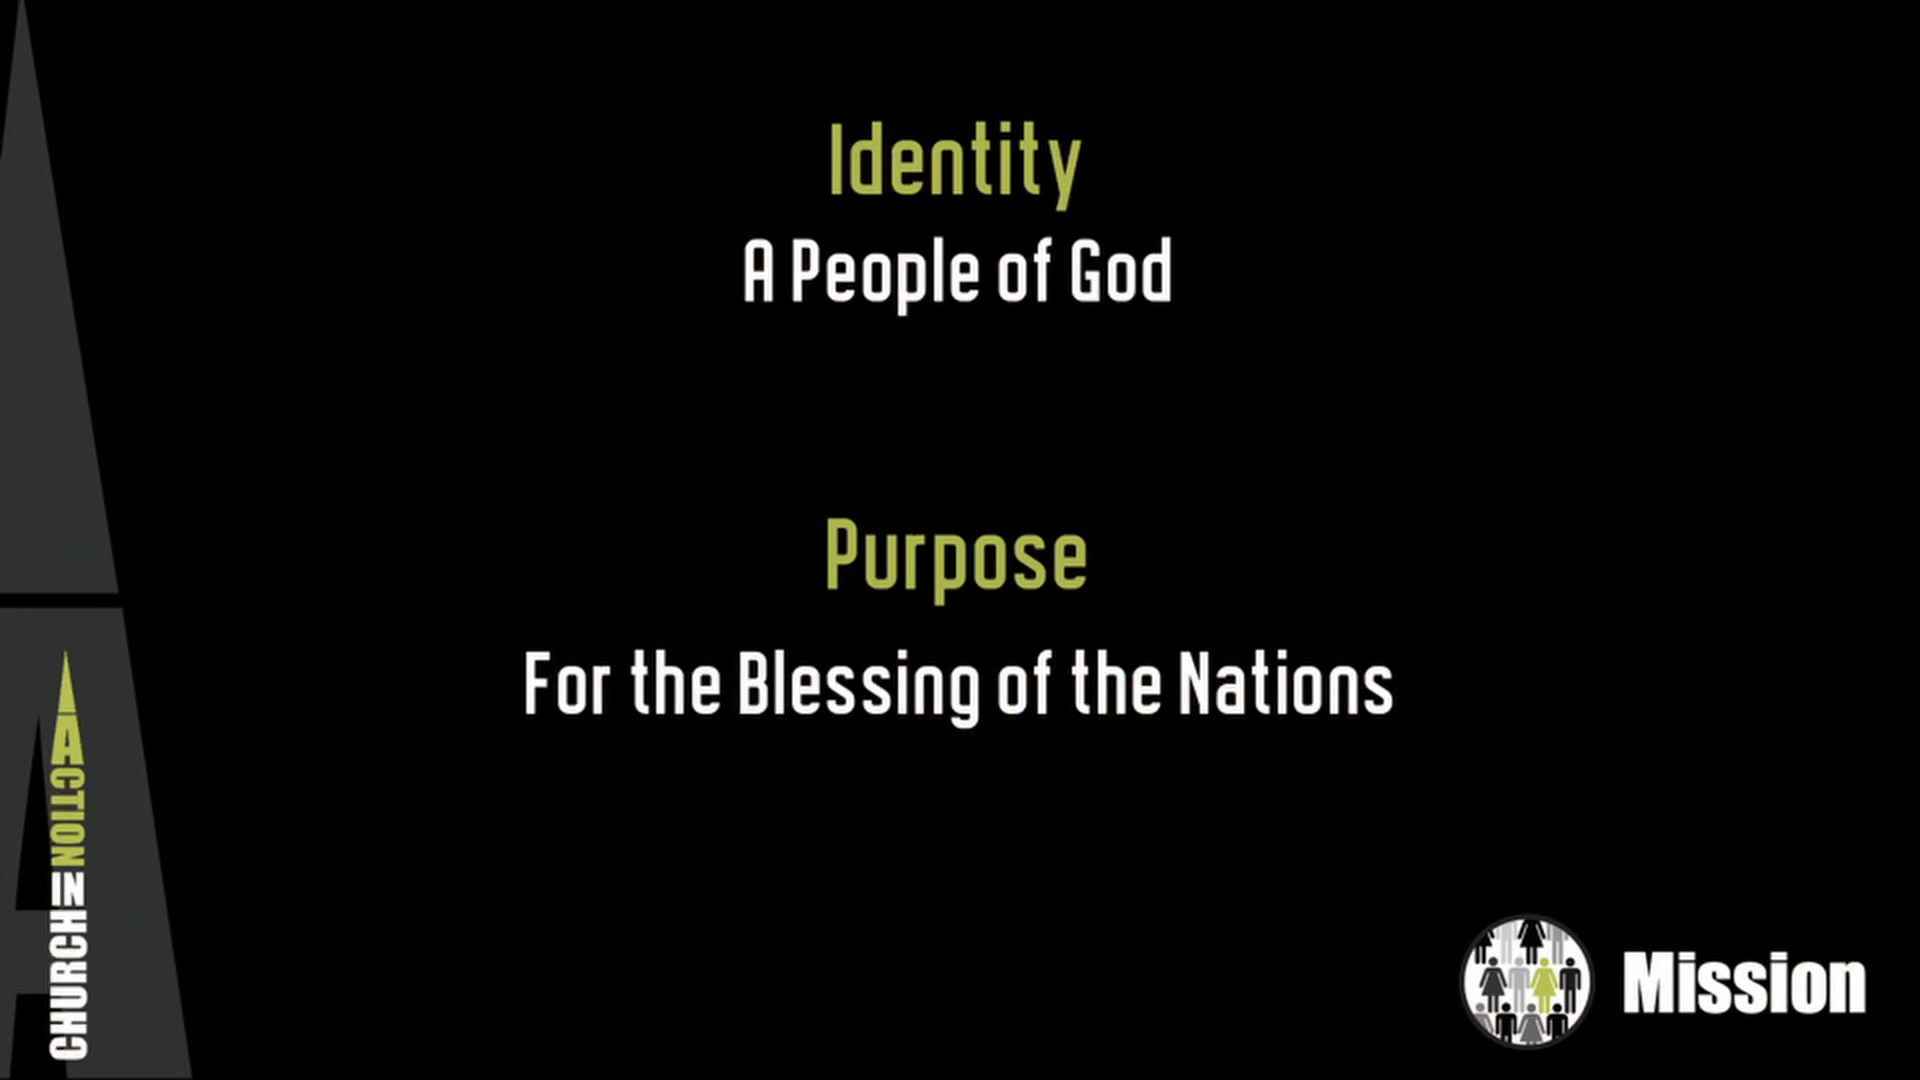 Identity
A People of God
Purpose
For the Blessing of the Nations
CHURCH IN ACTION
Mission